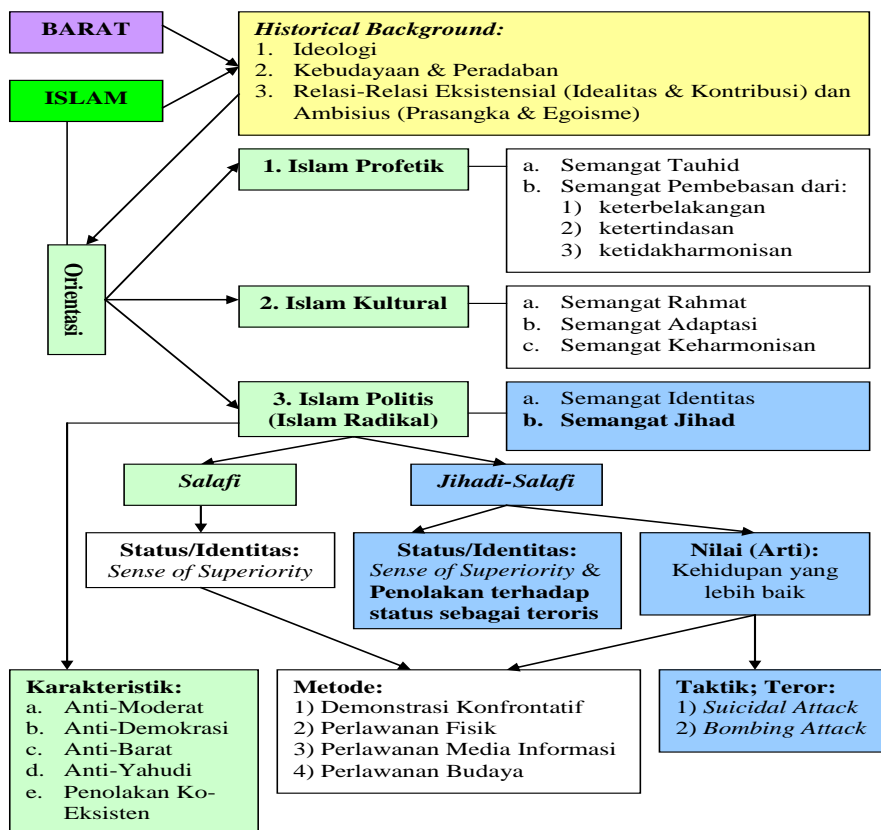 BARAT
ISLAM
Historical Background:
1. Ideologi
2. Kebudayaan & Peradaban
3. Relasi-Relasi Eksistensial (Idealitas & Kontribusi) dan
Ambisius (Prasangka & Egoisme)
Orientasi
1. Islam Profetik
a. Semangat Tauhid
b. Semangat Pembebasan dari:
1) keterbelakangan
2) ketertindasan
3) ketidakharmonisan
2. Islam Kultural
a. Semangat Rahmat
b. Semangat Adaptasi
c. Semangat Keharmonisan
3. Islam Politis
(Islam Radikal)
a. Semangat Identitas
b. Semangat Jihad
Salafi
Jihadi-Salafi
Status/Identitas:
Sense of Superiority
Status/Identitas:
Sense of Superiority &
Penolakan terhadap
status sebagai teroris
Nilai (Arti):
Kehidupan yang
lebih baik
Karakteristik:
a. Anti-Moderat
b. Anti-Demokrasi
c. Anti-Barat
d. Anti-Yahudi
e. Penolakan Ko-
Eksisten
Metode:
1) Demonstrasi Konfrontatif
2) Perlawanan Fisik
3) Perlawanan Media Informasi
4) Perlawanan Budaya
Taktik; Teror:
1) Suicidal Attack
2) Bombing Attack